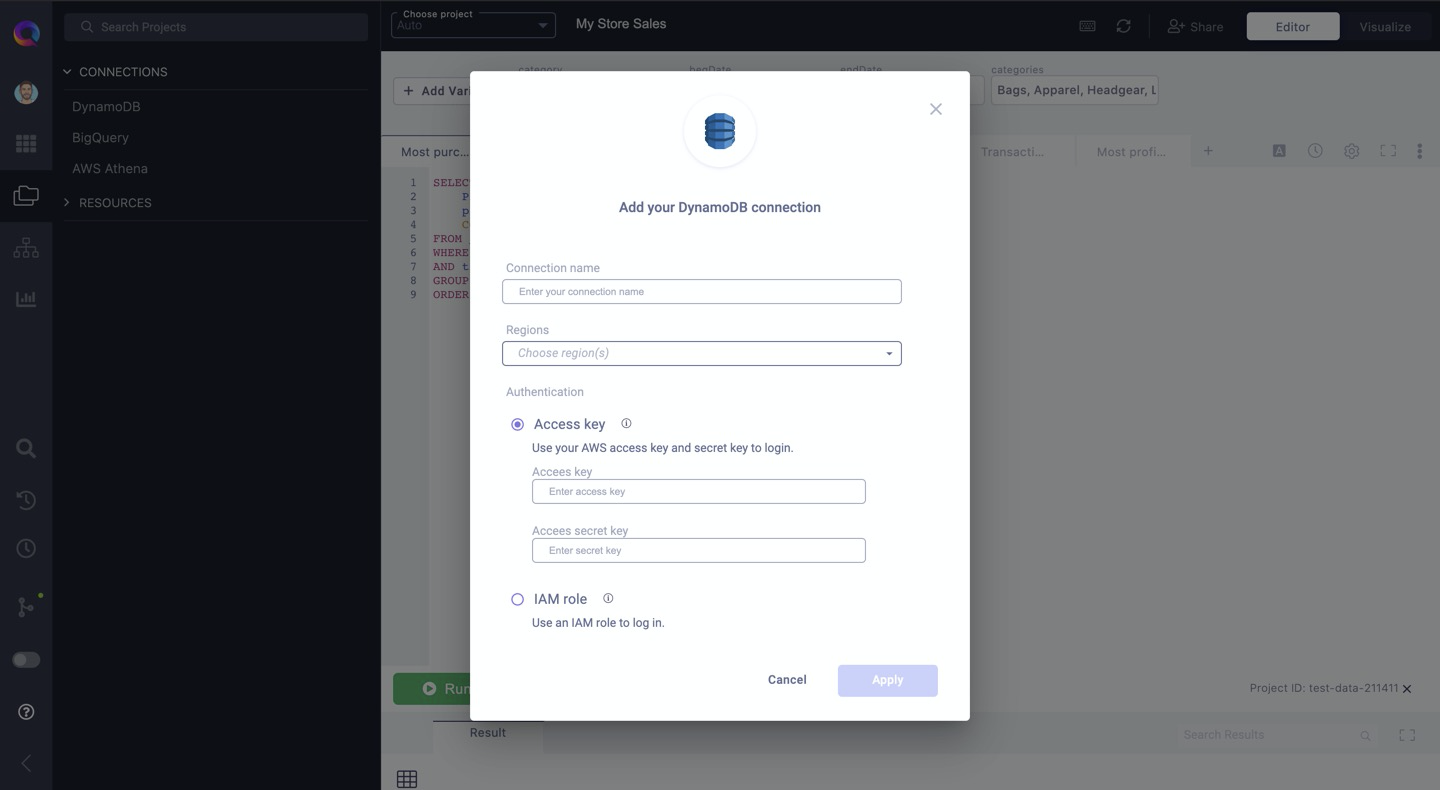 Search Projects
CONNECTIONS
DynamoDB
BigQuery
AWS Athena
RESOURCES
Choose project
Auto
My Store Sales
Share
Editor
Visualize
category
begDate
endDate
categories
+ Add Vari
Bags, Apparel, Headgear, L
Most purc...
Transacti...
Most profi...
+
A
1 SELECT
2 P
3 p
4 C
5 FROM
6 WHERE
7 AND t
8 GROUP
9 ORDER
Add your DynamoDB connection
Connection name
Enter your connection name
Regions
Choose region(s)
Authentication
Access key
Use your AWS access key and secret key to login.
Accees key
Enter access key
Accees secret key
Enter secret key
IAM role
Use an IAM role to log in.
Cancel
Apply
Run
Project ID: test-data-211411
Result
Search Results